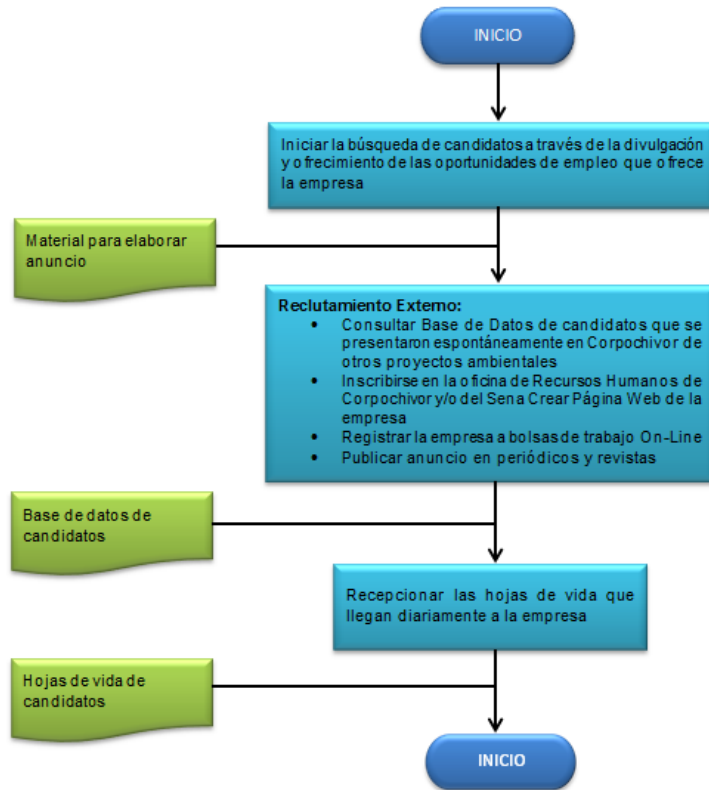 INICIO
Iniciar la búsqueda de candidatos a través de la divulgación
y ofrecimiento de las oportunidades de empleo que ofrece
la empresa
Material para elaborar
anuncio
Reclutamiento Externo:
• Consultar Base de Datos de candidatos que se
presentaron espontáneamente en Corpochivor de
otros proyectos ambientales
• Inscribirse en la oficina de Recursos Humanos de
Corpochivor y/o del Sena Crear Página Web de la
empresa
• Registrar la empresa a bolsas de trabajo On-Line
• Publicar anuncio en periódicos y revistas
Base de datos de
candidatos
Recepcionar las hojas de vida que
llegan diariamente a la empresa
Hojas de vida de
candidatos
INICIO